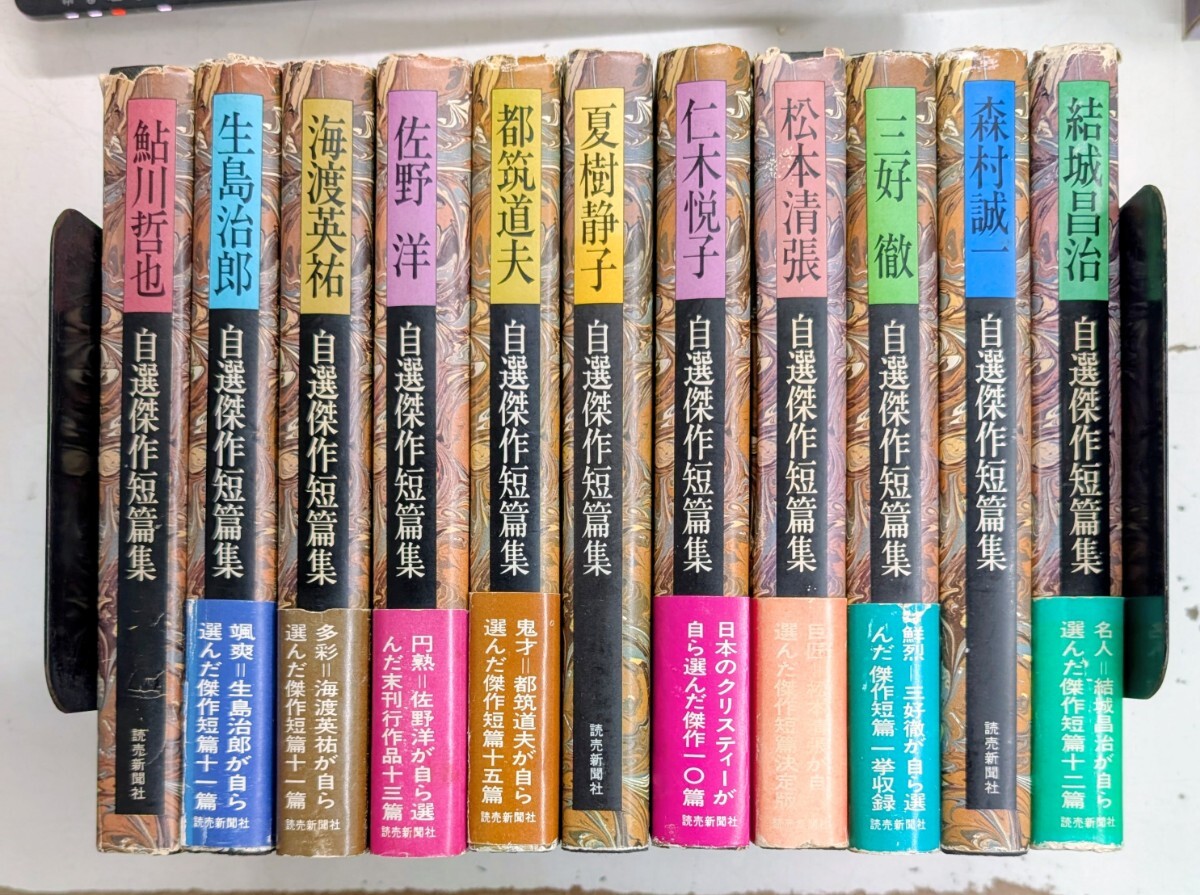 鮎川哲也
自選傑作短篇集
読売新聞社
生島治郎
自選傑作短篇集
颯爽=生島治郎が自ら
選んだ傑作短篇十一篇
読売新聞社
海渡英祐
自選傑作短篇集
多彩=海渡英祐が自ら
選んだ傑作短篇十一篇
読売新聞社
佐野 洋
自選傑作短篇集
円熟=佐野洋が自ら選
んだ末刊行作品十三篇
読売新聞社
都筑道夫
自選傑作短篇集
鬼才=都筑道夫が自ら
選んだ傑作短篇十五篇
読売新聞社
夏樹静子
自選傑作短篇集
仁木悦子
自選傑作短篇集
日本のクリスティーが
自ら選んだ傑作一〇篇
読売新聞社
松本清張
自選傑作短篇集
が自
選んだ傑作短篇決定版
三好 徹
自選傑作短篇集
鮮烈=三好徹が自ら選
んだ傑作短篇一挙収録
読売新聞社
森村誠一
自選傑作短篇集
読売新聞社
結城昌治
自選傑作短篇集
名人=結城昌治が自ら
選んだ傑作短篇十二篇
読売新聞社